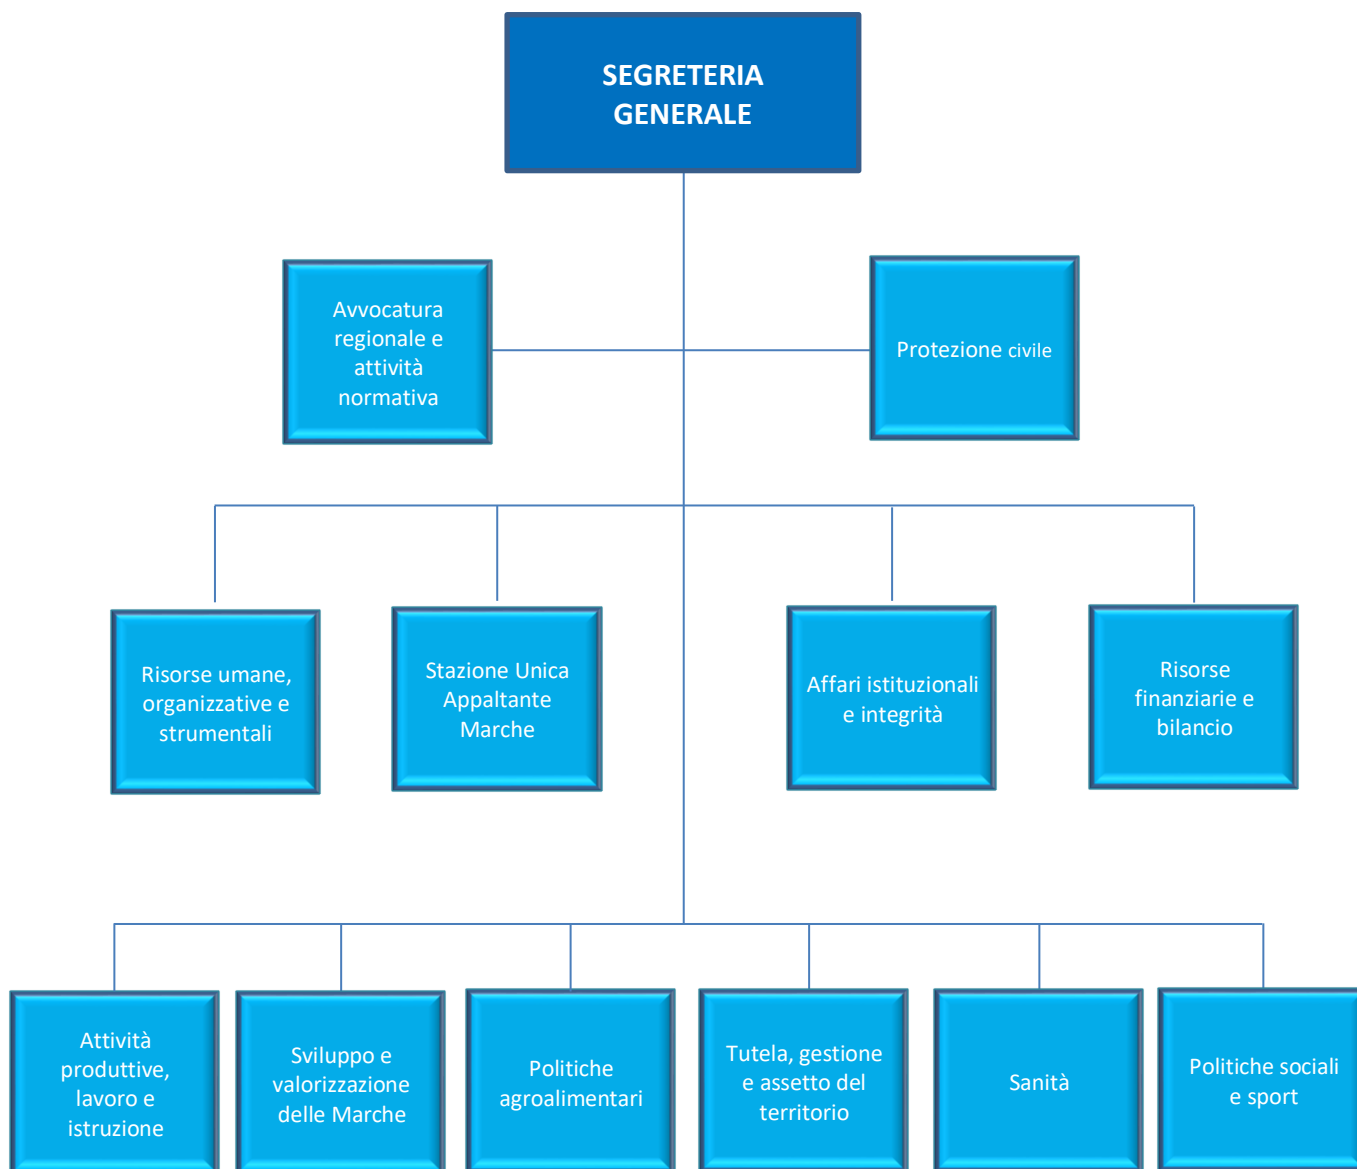 SEGRETERIA
GENERALE
Avvocatura
regionale e
attività
normativa
Protezione civile
Risorse umane,
organizzative e
strumentali
Stazione Unica
Appaltante
Marche
Affari istituzionali
e integrità
Risorse
finanziarie e
bilancio
Attività
produttive,
lavoro e
istruzione
Sviluppo e
valorizzazione
delle Marche
Politiche
agroalimentari
Tutela, gestione
e assetto del
territorio
Sanità
Politiche sociali
e sport